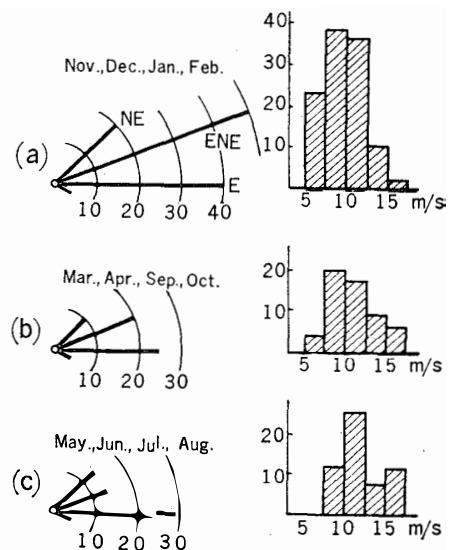 40
Nov., Dec., Jan., Feb.
30
NE
20
(a)
ENE
10
E
10 20 30 40
5 10 15 m/s
Mar., Apr., Sep., Oct.
20
(b)
10
10 20 30
5 10 15 m/s
May., Jun., Jul., Aug.
20
(c)
10
10 20 30
5 10 15 m/s